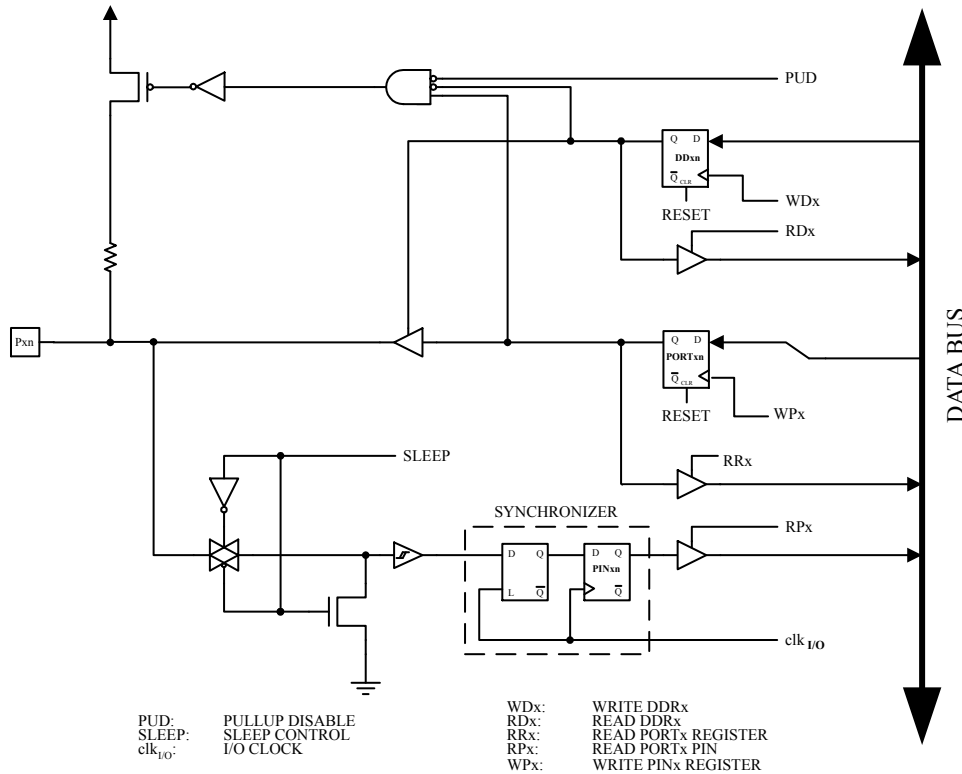 PUD
Q D
DDxn
Q CLR
WDx
RESET
RDx
Pxn
Q D
PORTxn
Q CLR
RESET
WPx
DATA BUS
SLEEP
RRx
SYNCHRONIZER
RPx
D Q
L Q
D Q
PINxn
Q
clk I/O
PUD: PULLUP DISABLE
SLEEP: SLEEP CONTROL
clkI/O: I/O CLOCK
WDx: WRITE DDRx
RDx: READ DDRx
RRx: READ PORTx REGISTER
RPx: READ PORTx PIN
WPx: WRITE PINx REGISTER